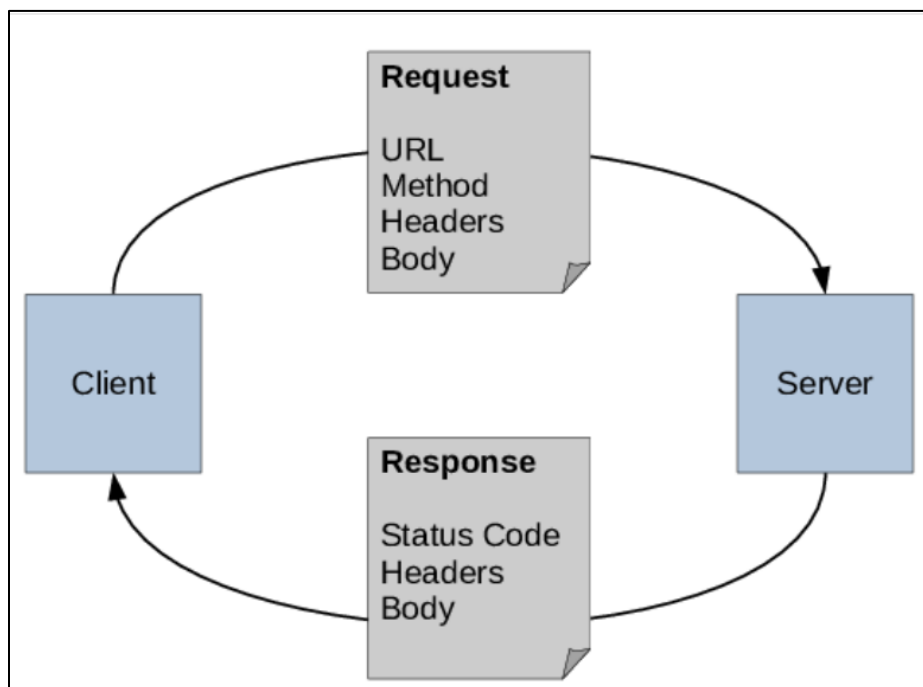 Request
URL
Method
Headers
Body
Client
Server
Response
Status Code
Headers
Body